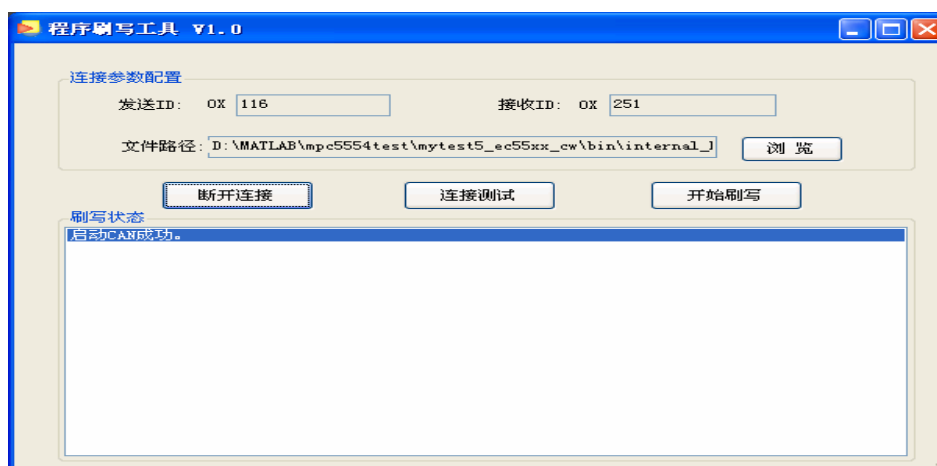 程序刷写工具 V1.0
连接参数配置
发送ID: 0X 116 接收ID: 0X 251
文件路径: D:\MATLAB\mpc5554test\mytest5_ec55xx_cw\bin\internal_ 浏 览
断开连接 连接测试 开始刷写
刷写状态
启动CAN成功。